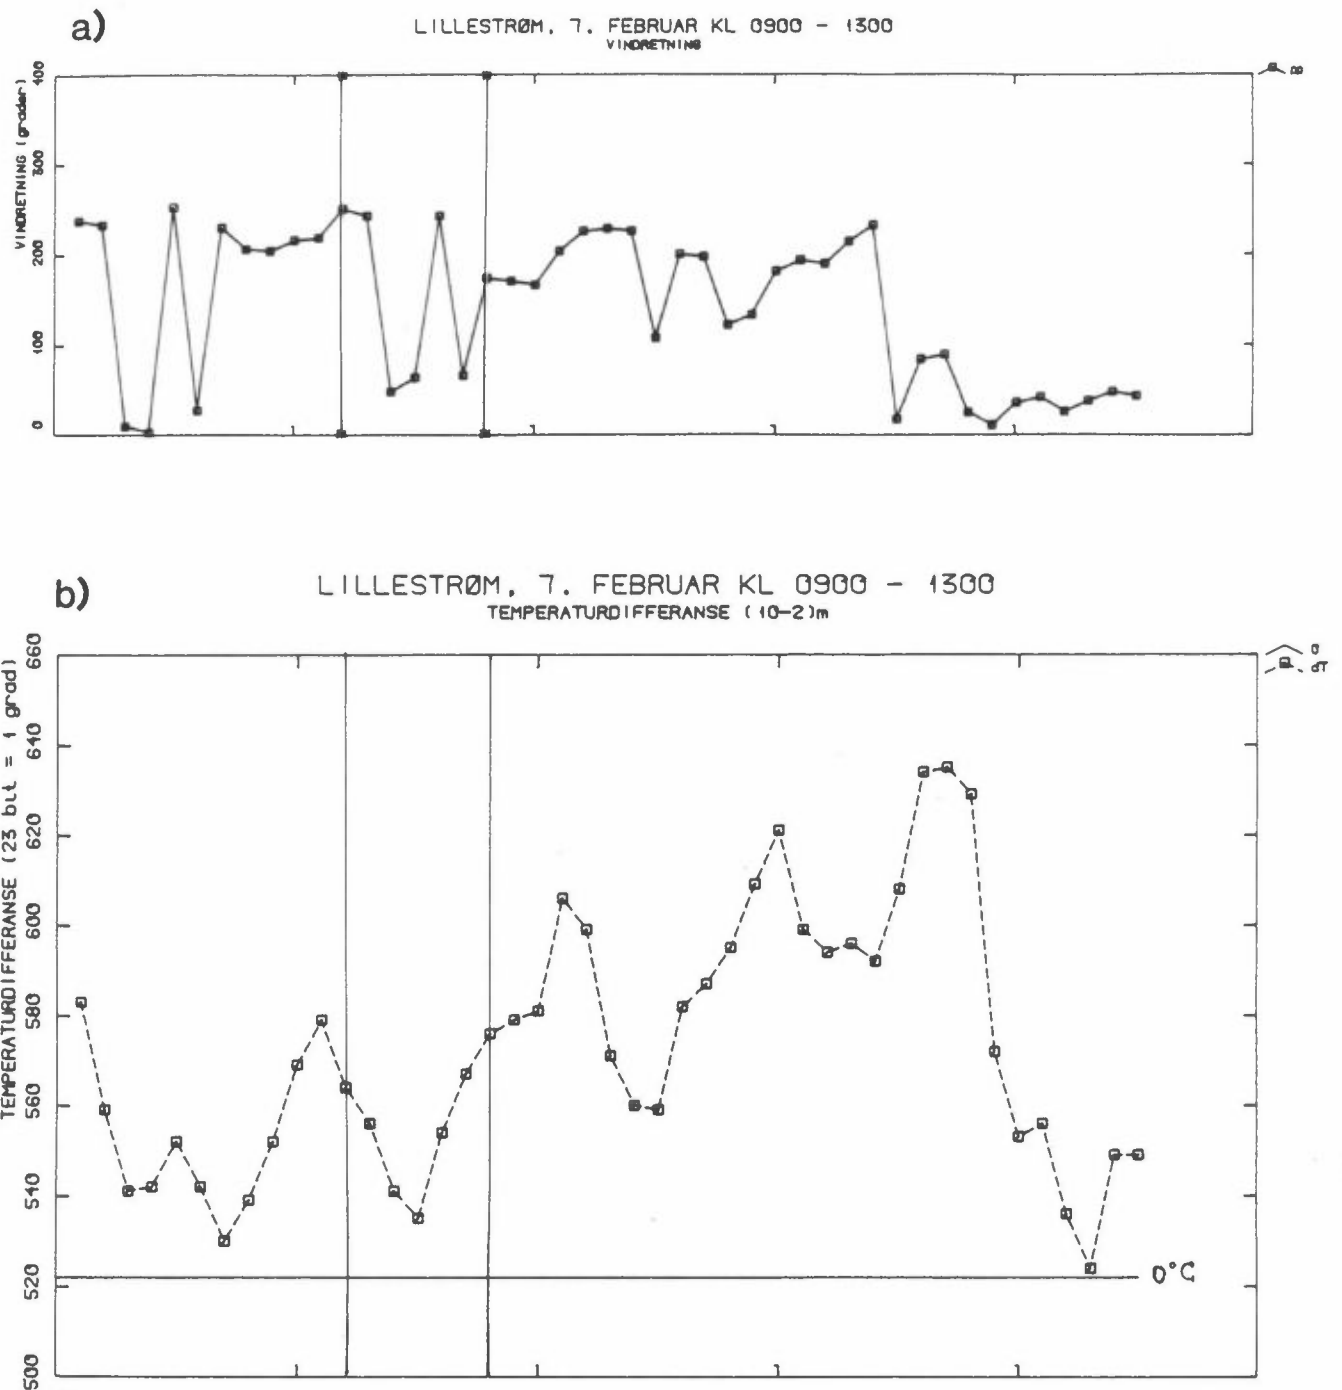 a)
LILLESTRØM, 7. FEBRUAR KL 0900 - 1300
VINDRETNING
VINDRETNING (grader)
400
300
200
100
0
b)
LILLESTRØM, 7. FEBRUAR KL 0900 - 1300
TEMPERATURDIFFERANSE (10-2)m
TEMPERATURDIFFERANSE (23 bit = 1 grad)
660
640
620
600
580
560
540
520
500
dT
0°C